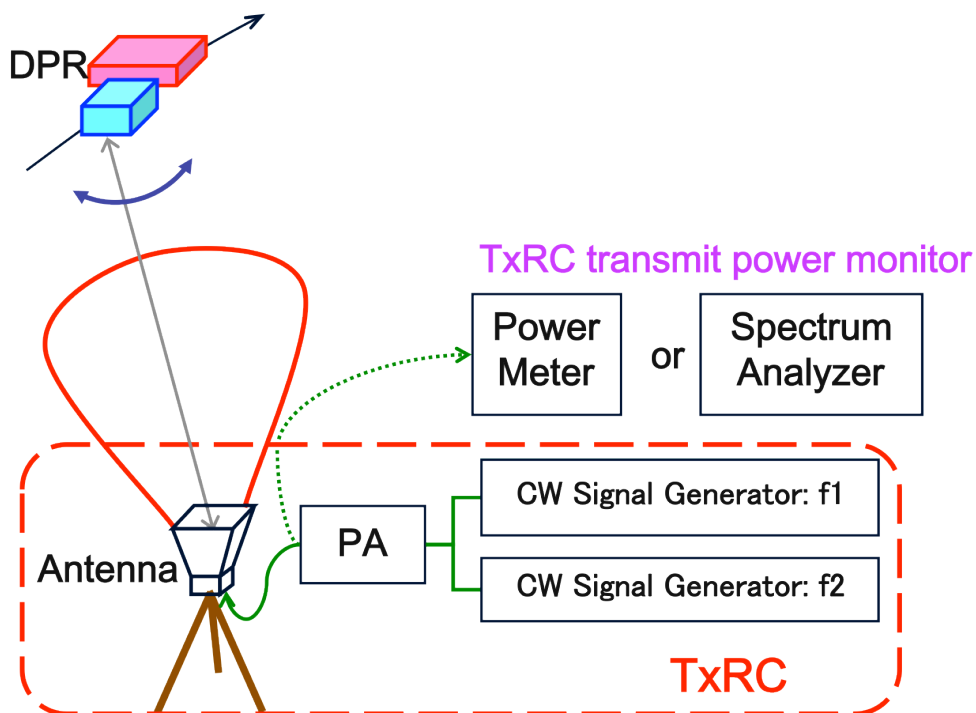 DPR
TxRC transmit power monitor
Power
Meter
or
Spectrum
Analyzer
CW Signal Generator: f1
PA
Antenna
CW Signal Generator: f2
TxRC